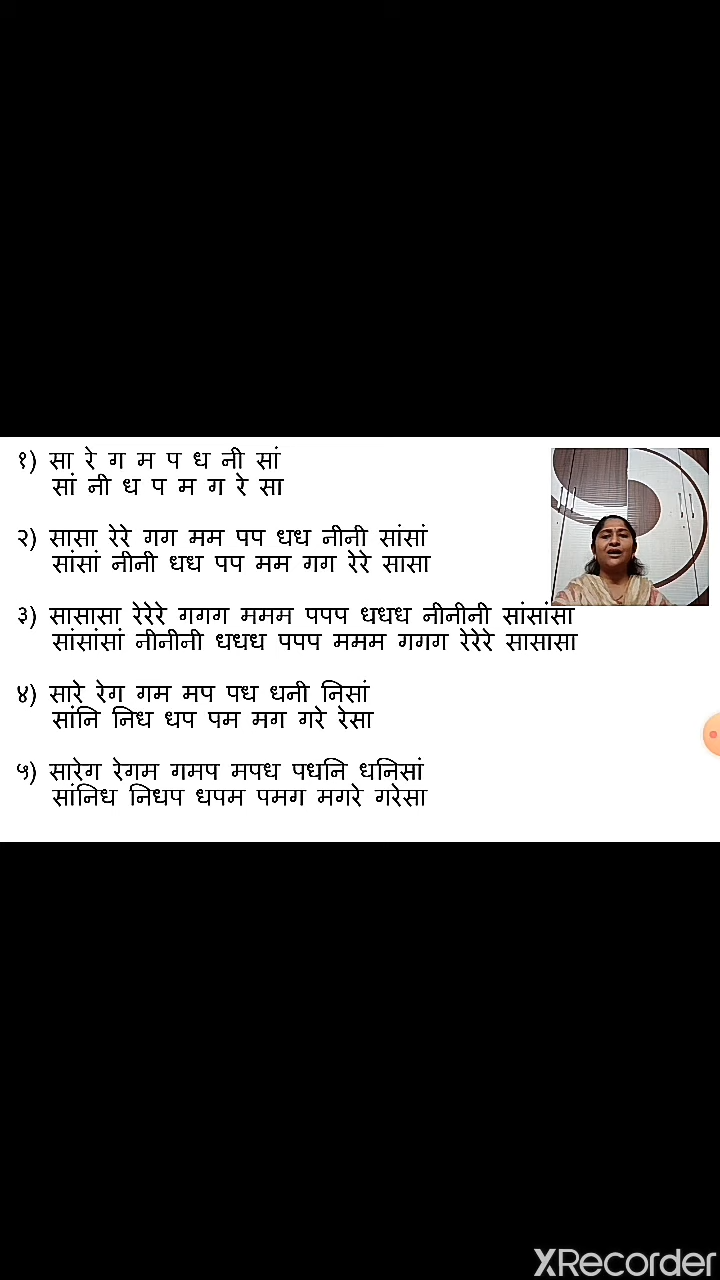 १) सा रे ग म प ध नी सां
सां नी ध प म ग रे सा
२) सासा रेरे गग मम पप धध नीनी सांसां
सांसां नीनी धध पप मम गग रेरे सासा
३) सासासा रेरेरे गगग ममम पपप धधध नीनीनी सांसांसा
सांसांसां नीनीनी धधध पपप ममम गगग रेरेरे सासासा
४) सारे रेग गम मप पध धनी निसां
सांनि निध धप पम मग गरे रेसा
५) सारेग रेगम गमप मपध पधनि धनिसां
सांनिध निधप धपम पमग मगरे गरेसा
XRecorder